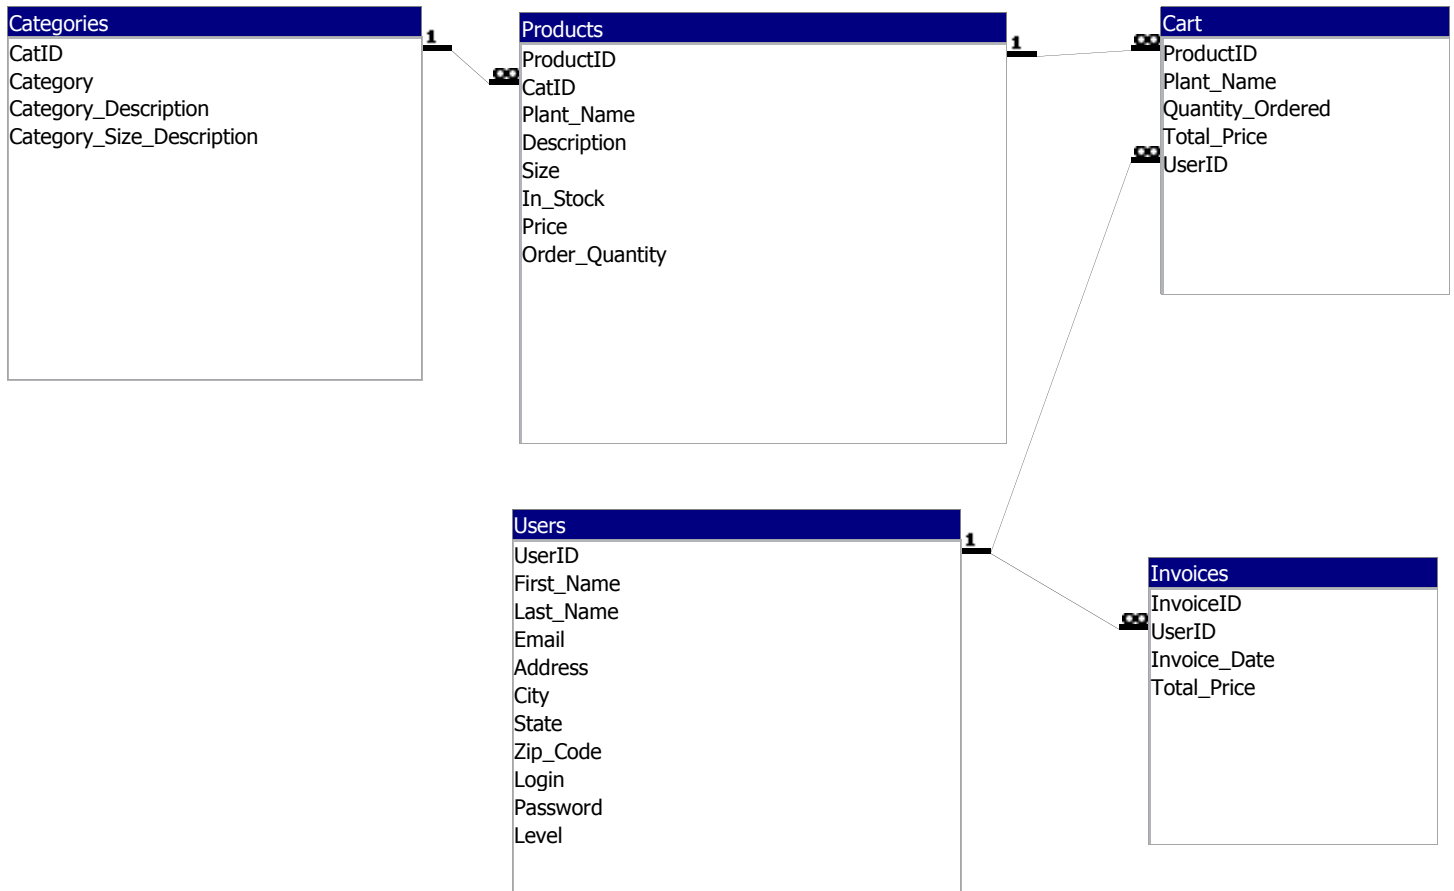 Categories
CatID
Category
Category_Description
Category_Size_Description
1
∞
Products
ProductID
CatID
Plant_Name
Description
Size
In_Stock
Price
Order_Quantity
1
∞
Cart
ProductID
Plant_Name
Quantity_Ordered
Total_Price
UserID
∞
Users
UserID
First_Name
Last_Name
Email
Address
City
State
Zip_Code
Login
Password
Level
1
∞
Invoices
InvoiceID
UserID
Invoice_Date
Total_Price